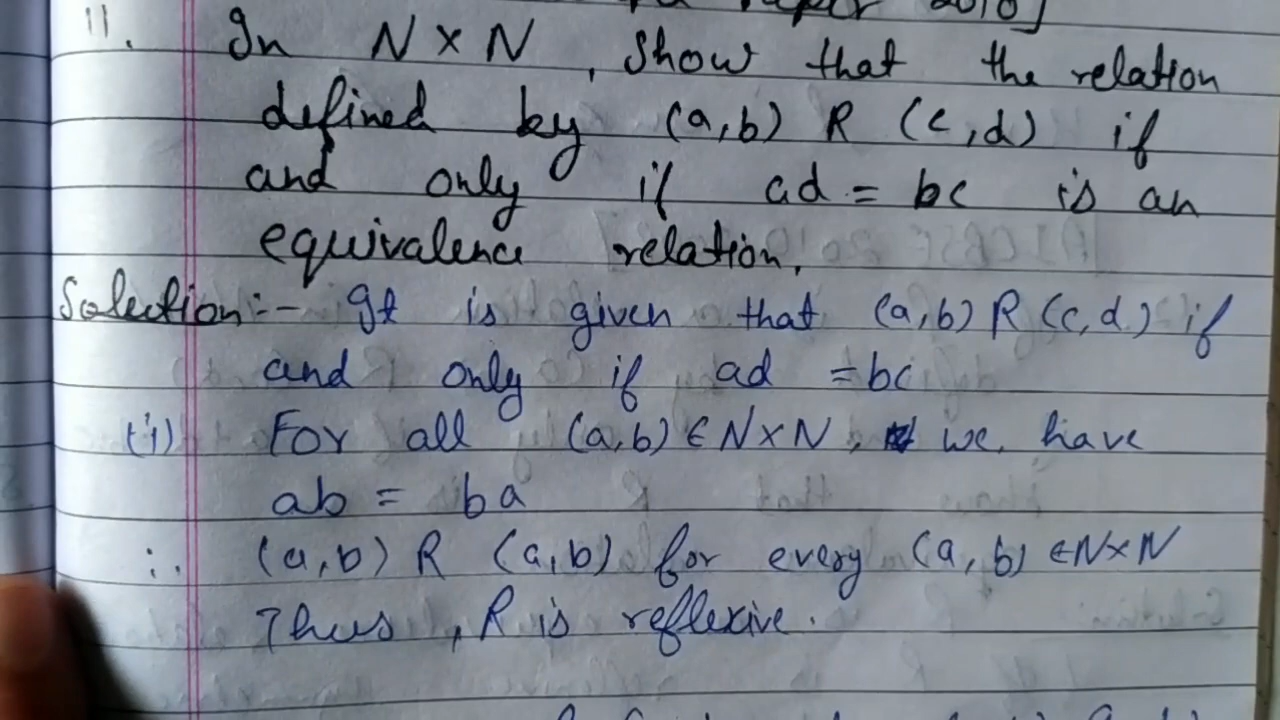 Paper 2010]
11. In N × N, Show that the relation
defined by (a,b) R (c,d) if
and only if ad = bc is an
equivalence relation.
Solution:- It is given that (a,b) R (c,d) if
and only if ad = bc
(i) For all (a,b) ∈ N×N, we have
ab = ba
∴ (a,b) R (a,b) for every (a,b) ∈ N×N
Thus, R is reflexive.